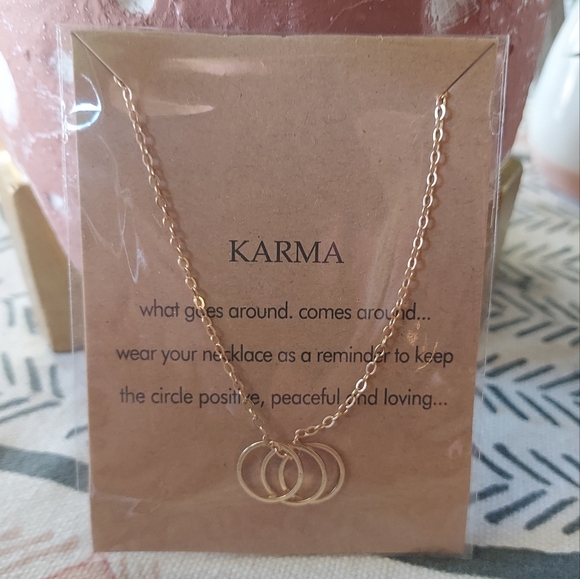 KARMA
what goes around. comes around...
wear your necklace as a reminder to keep
the circle positive, peaceful and loving...